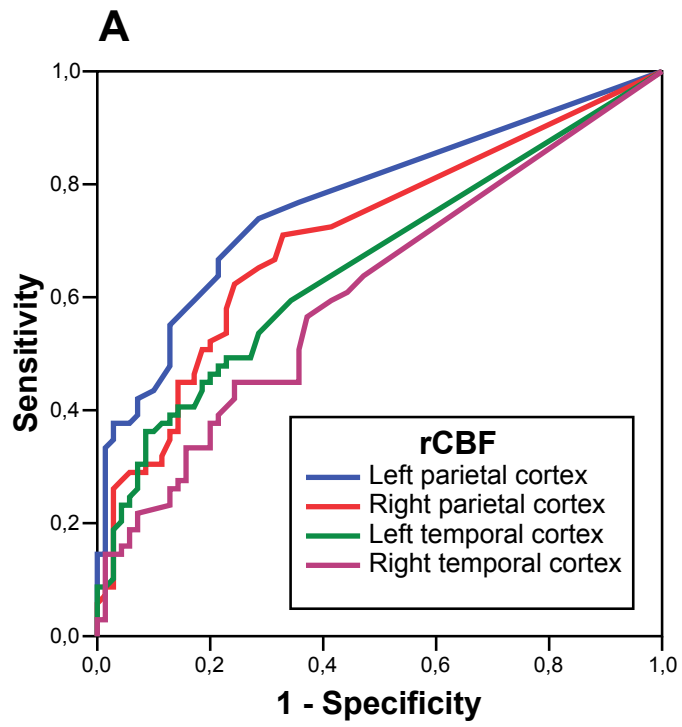 A
1,0
0,8
0,6
0,4
0,2
0,0
Sensitivity
rCBF
Left parietal cortex
Right parietal cortex
Left temporal cortex
Right temporal cortex
0,0 0,2 0,4 0,6 0,8 1,0
1 - Specificity